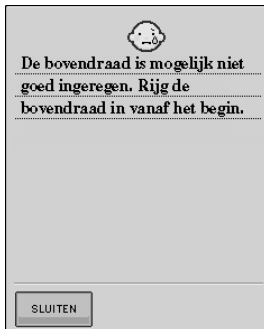 De bovendraad is mogelijk niet
goed ingeregen. Rijg de
bovendraad in vanaf het begin.
SLUITEN